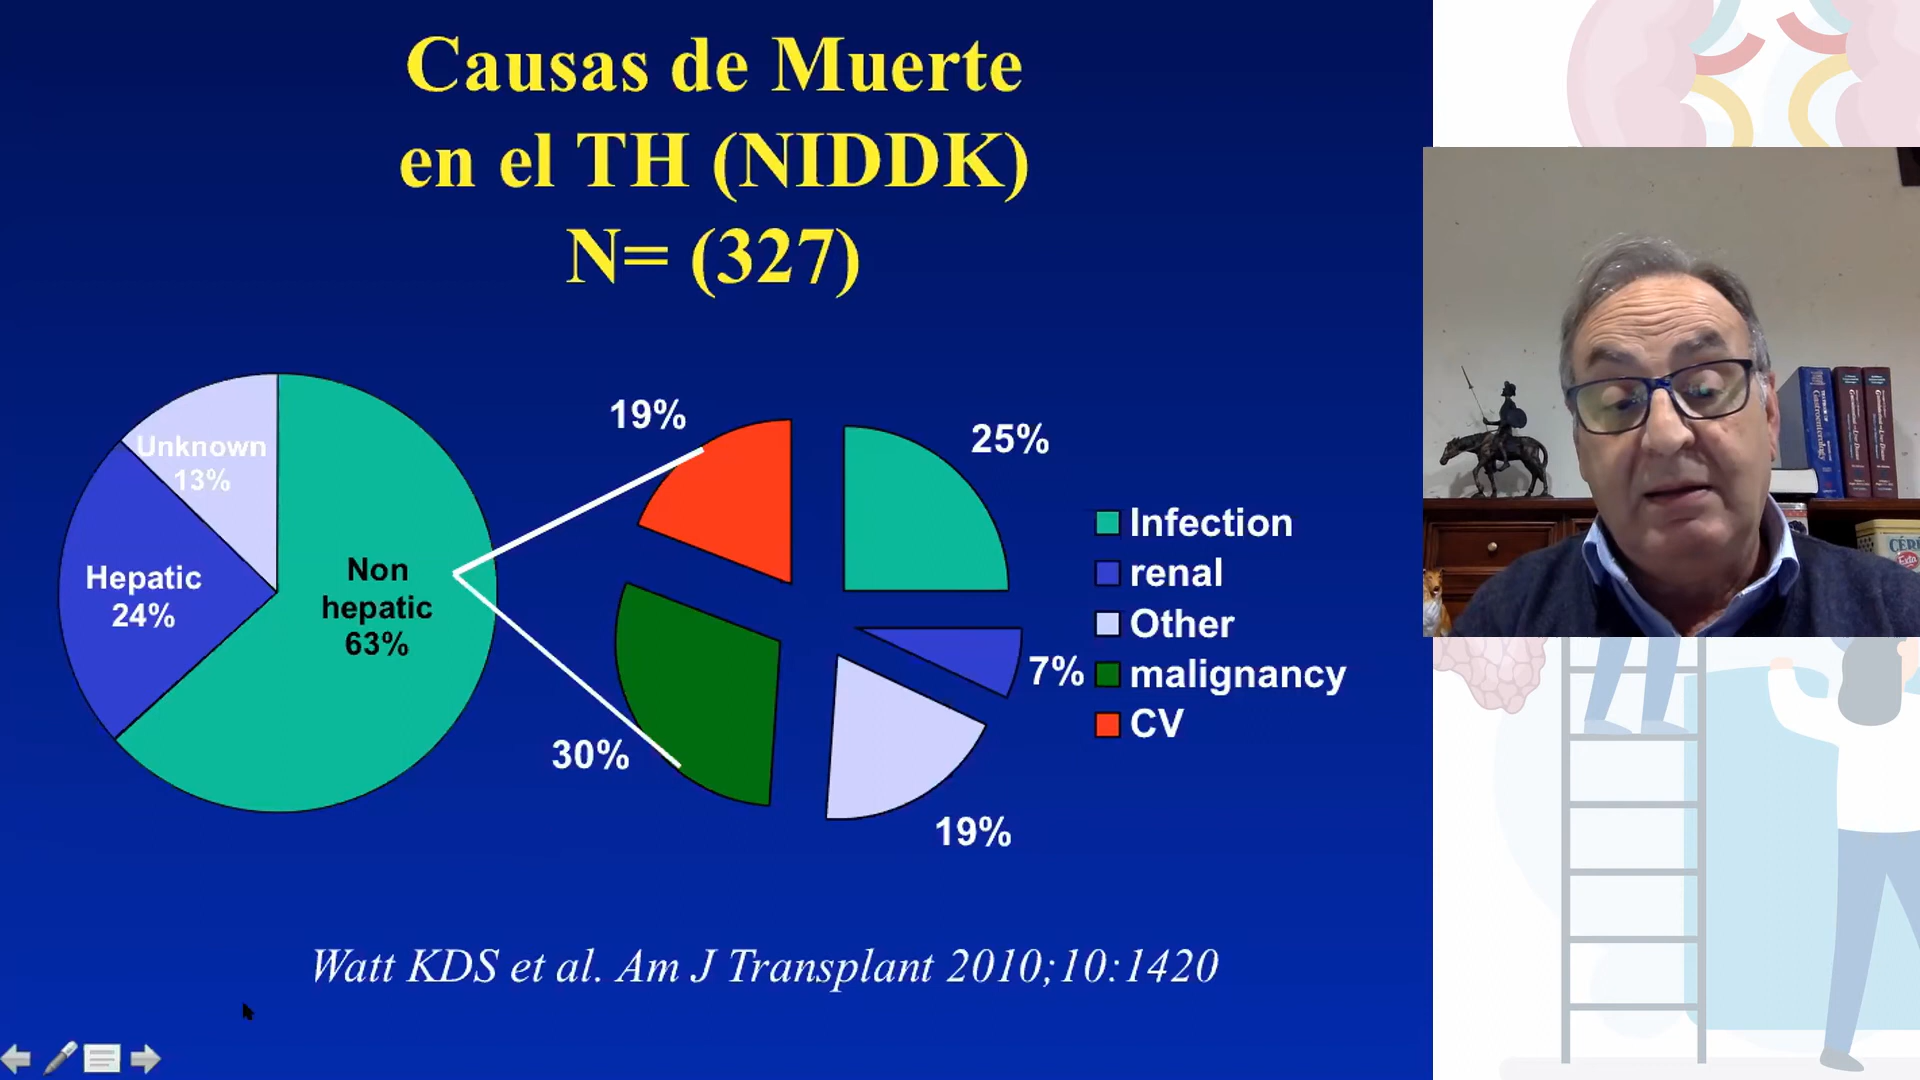 Causas de Muerte
en el TH (NIDDK)
N= (327)
Unknown
13%
Hepatic
24%
Non
hepatic
63%
19%
25%
7%
19%
30%
Infection
renal
Other
malignancy
CV
Watt KDS et al. Am J Transplant 2010;10:1420
Gastroenterology